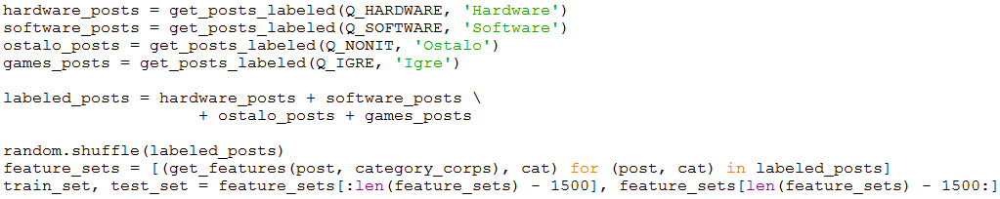 hardware_posts = get_posts_labeled(Q_HARDWARE, 'Hardware')
software_posts = get_posts_labeled(Q_SOFTWARE, 'Software')
ostalo_posts = get_posts_labeled(Q_NONIT, 'Ostalo')
games_posts = get_posts_labeled(Q_IGRE, 'Igre')
labeled_posts = hardware_posts + software_posts \
+ ostalo_posts + games_posts
random.shuffle(labeled_posts)
feature_sets = [(get_features(post, category_corps), cat) for (post, cat) in labeled_posts]
train_set, test_set = feature_sets[:len(feature_sets) - 1500], feature_sets[len(feature_sets) - 1500:]